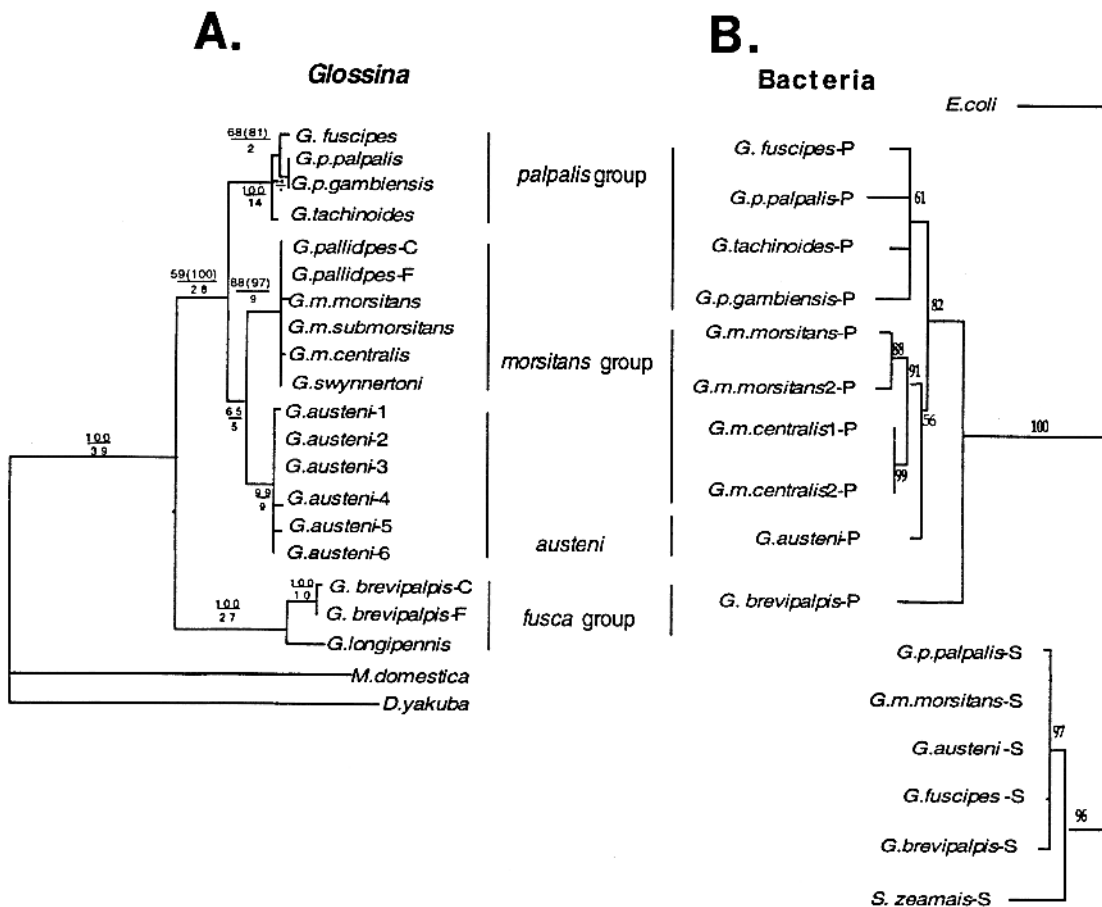 A.
Glossina
68(81)
2
G. fuscipes
G.p.palpalis
G.p.gambiensis
100
14
G.tachinoides
palpalis group
59(100)
28
88(97)
9
G.pallidpes-C
G.pallidpes-F
G.m.morsitans
G.m.submorsitans
G.m.centralis
G.swynnertoni
morsitans group
65
5
G.austeni-1
G.austeni-2
G.austeni-3
99
9
G.austeni-4
G.austeni-5
G.austeni-6
austeni
100
39
100
27
100
10
G. brevipalpis-C
G. brevipalpis-F
G.longipennis
fusca group
M.domestica
D.yakuba
B.
Bacteria
E.coli
G. fuscipes-P
G.p.palpalis-P
61
G.tachinoides-P
G.p.gambiensis-P
82
G.m.morsitans-P
88
G.m.morsitans2-P
91
G.m.centralis1-P
56
99
G.m.centralis2-P
100
G.austeni-P
G. brevipalpis-P
G.p.palpalis-S
G.m.morsitans-S
97
G.austeni -S
G.fuscipes -S
96
G.brevipalpis-S
S. zeamais-S